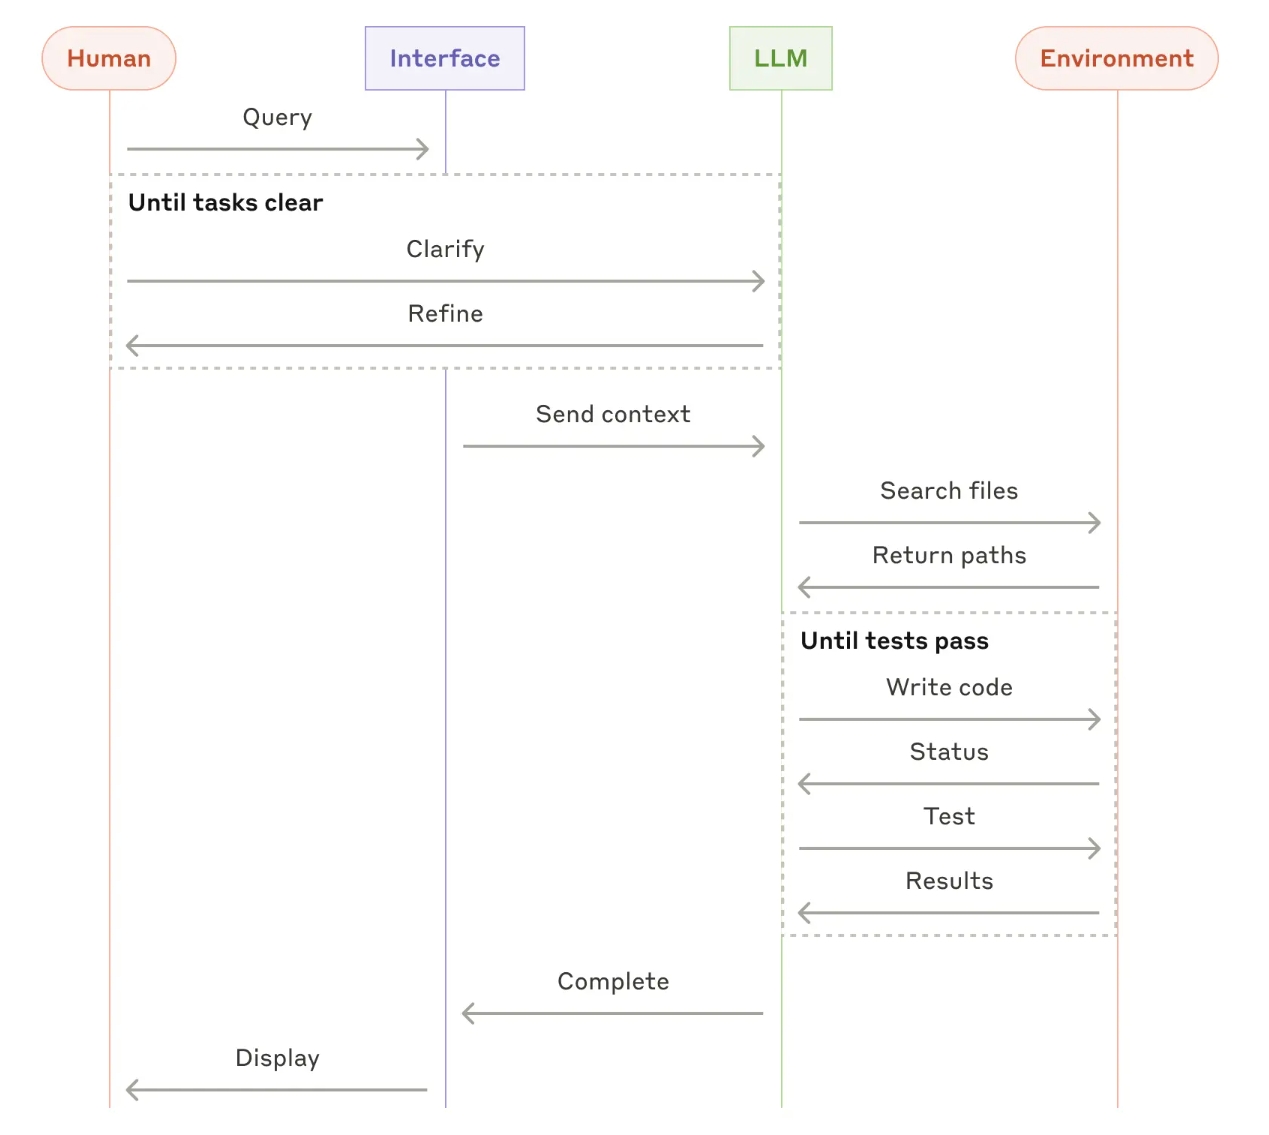 Human
Interface
LLM
Environment
Query
Until tasks clear
Clarify
Refine
Send context
Search files
Return paths
Until tests pass
Write code
Status
Test
Results
Complete
Display